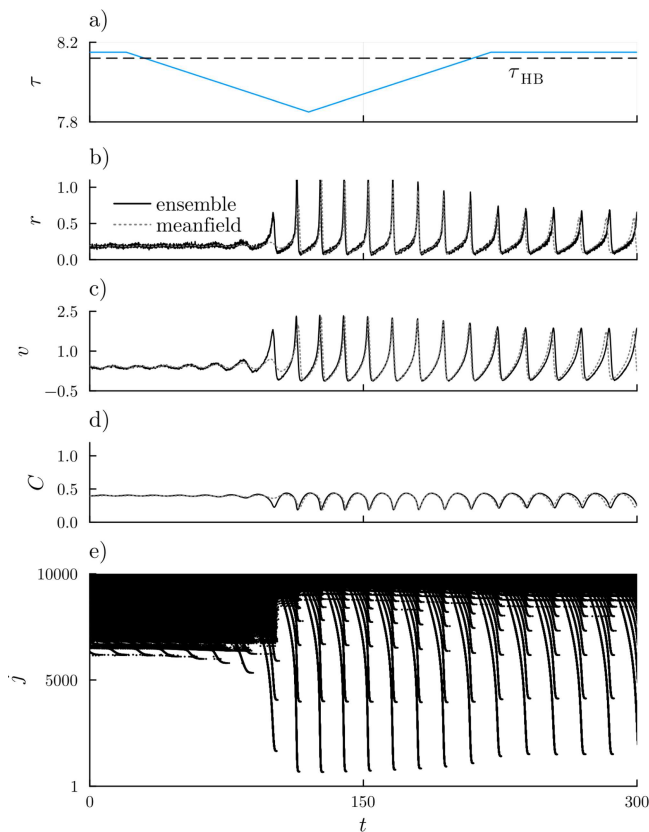 a)
8.2
τ
τHB
7.8
b)
1.0
ensemble
r
0.5
meanfield
0.0
c)
2.5
v
1.0
−0.5
d)
1.0
C
0.5
0.0
e)
10000
j
5000
1
0
150
300
t